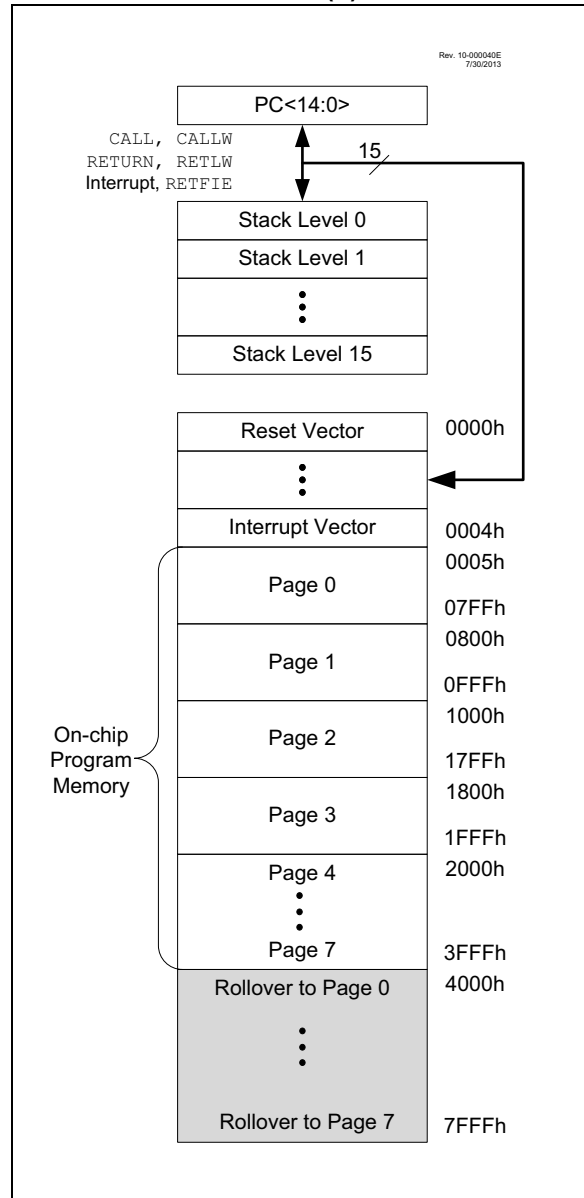 Rev. 10-000040E
7/30/2013
PC<14:0>
CALL, CALLW
RETURN, RETLW
Interrupt, RETFIE
15
Stack Level 0
Stack Level 1
Stack Level 15
Reset Vector
0000h
Interrupt Vector
0004h
0005h
Page 0
07FFh
0800h
Page 1
0FFFh
1000h
Page 2
17FFh
1800h
Page 3
1FFFh
On-chip
Program
Memory
Page 4
2000h
Page 7
3FFFh
Rollover to Page 0
4000h
Rollover to Page 7
7FFFh